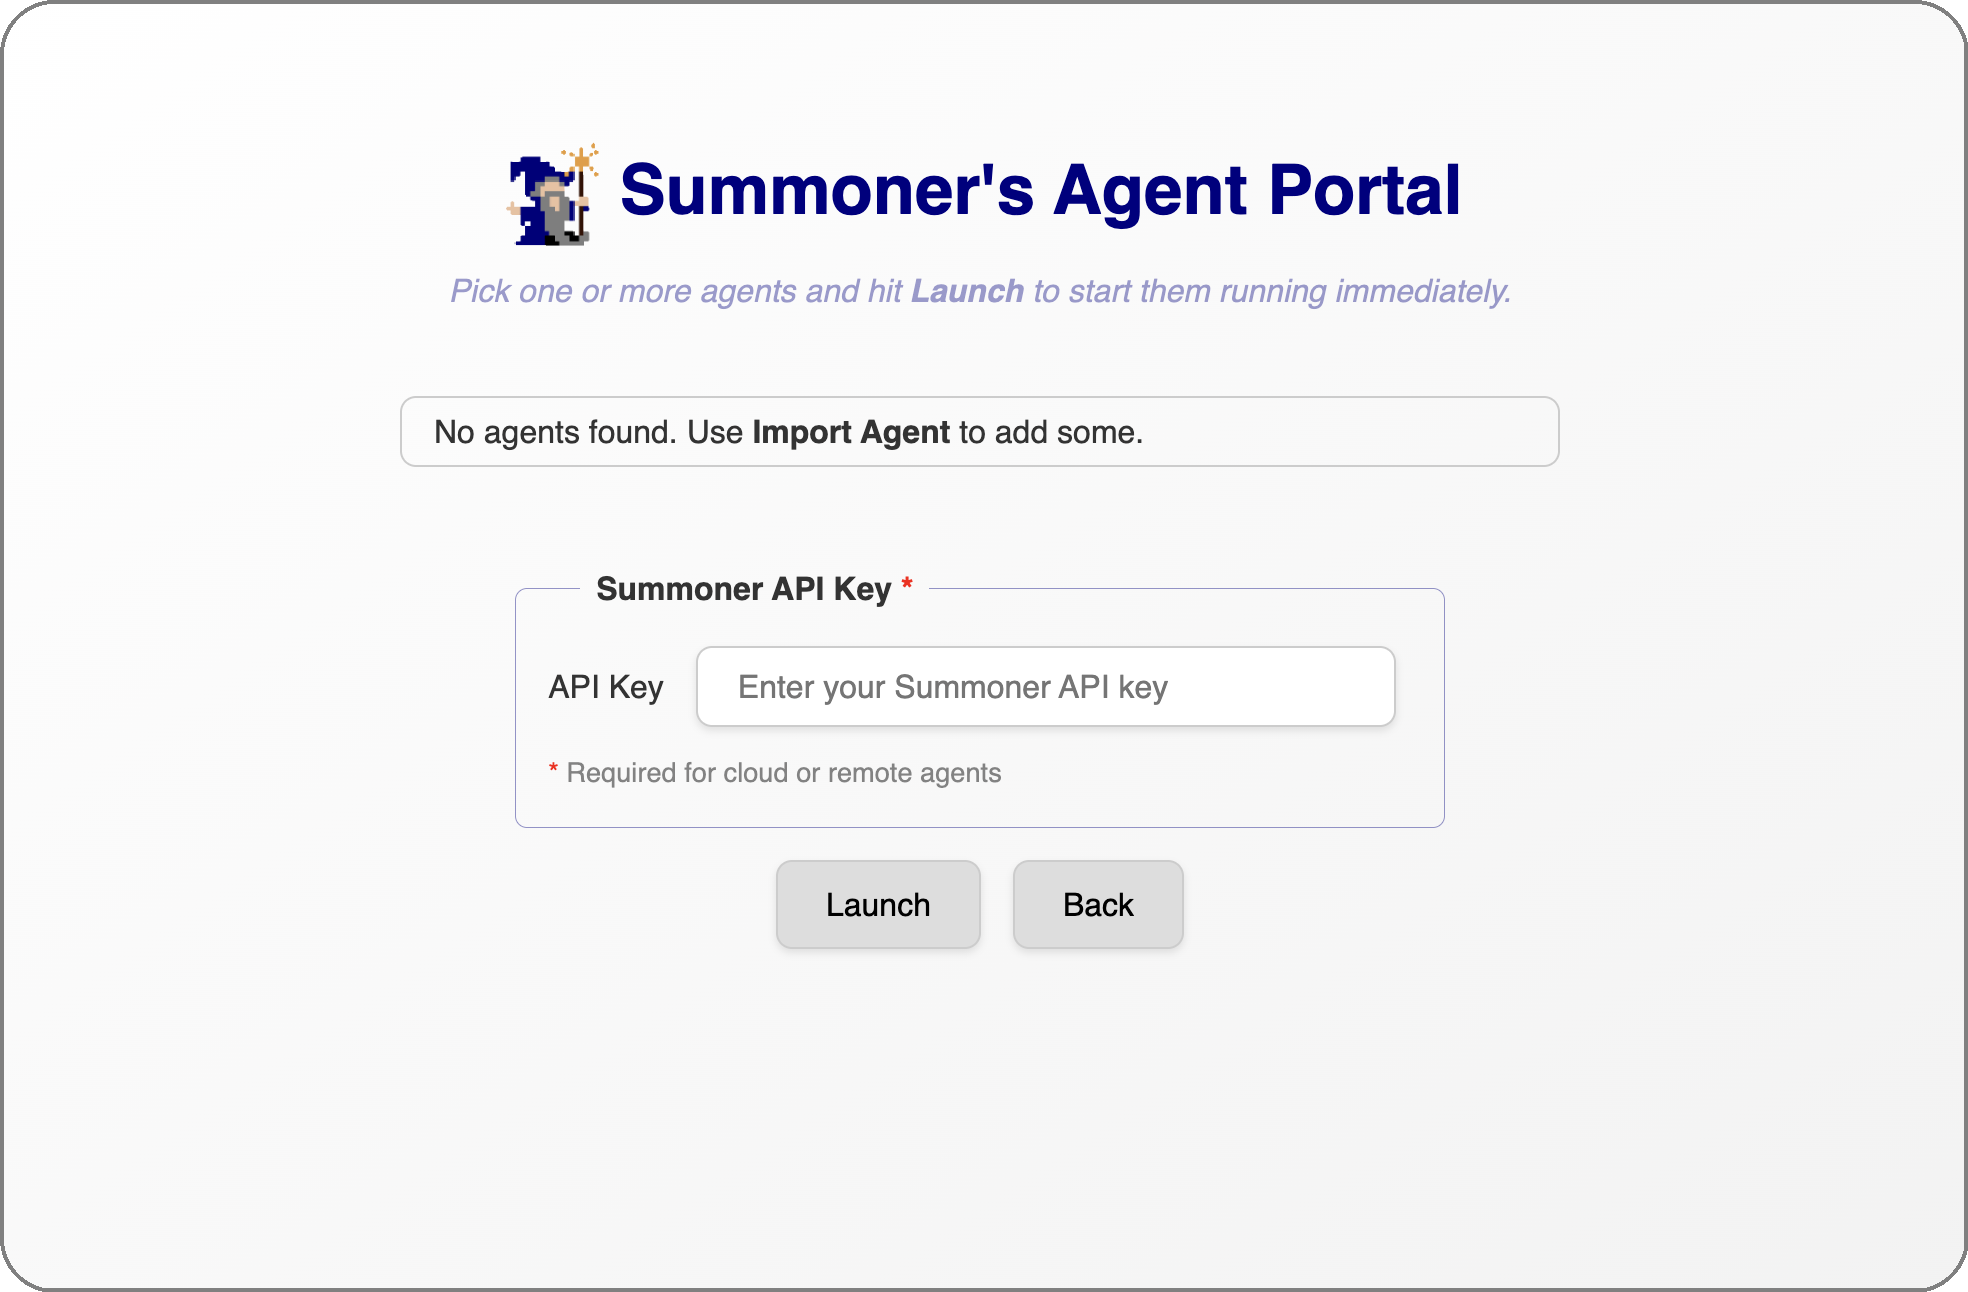 Summoner's Agent Portal
Pick one or more agents and hit Launch to start them running immediately.
No agents found. Use Import Agent to add some.
Summoner API Key *
API Key
Enter your Summoner API key
* Required for cloud or remote agents
Launch
Back